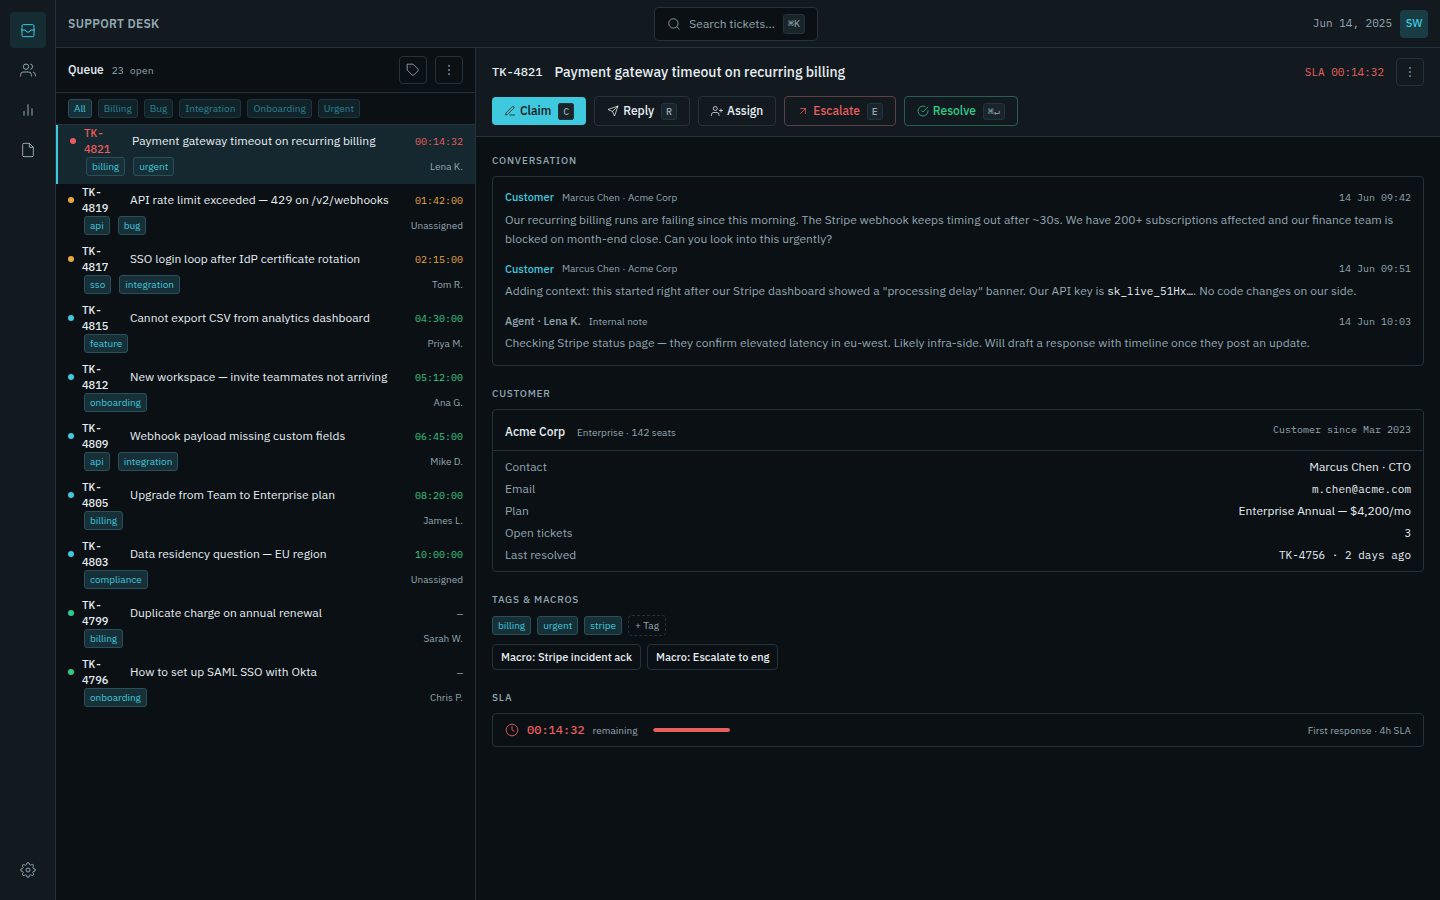 SUPPORT DESK
Search tickets... ⌘K
Jun 14, 2025 SW
Queue 23 open
All Billing Bug Integration Onboarding Urgent
TK-
4821
Payment gateway timeout on recurring billing 00:14:32
billing urgent Lena K.
TK-
4819
API rate limit exceeded — 429 on /v2/webhooks 01:42:00
api bug Unassigned
TK-
4817
SSO login loop after IdP certificate rotation 02:15:00
sso integration Tom R.
TK-
4815
Cannot export CSV from analytics dashboard 04:30:00
feature Priya M.
TK-
4812
New workspace — invite teammates not arriving 05:12:00
onboarding Ana G.
TK-
4809
Webhook payload missing custom fields 06:45:00
api integration Mike D.
TK-
4805
Upgrade from Team to Enterprise plan 08:20:00
billing James L.
TK-
4803
Data residency question — EU region 10:00:00
compliance Unassigned
TK-
4799
Duplicate charge on annual renewal —
billing Sarah W.
TK-
4796
How to set up SAML SSO with Okta —
onboarding Chris P.
TK-4821 Payment gateway timeout on recurring billing SLA 00:14:32
Claim C Reply R Assign Escalate E Resolve ⌘↵
CONVERSATION
Customer Marcus Chen · Acme Corp 14 Jun 09:42
Our recurring billing runs are failing since this morning. The Stripe webhook keeps timing out after ~30s. We have 200+ subscriptions affected and our finance team is
blocked on month-end close. Can you look into this urgently?
Customer Marcus Chen · Acme Corp 14 Jun 09:51
Adding context: this started right after our Stripe dashboard showed a "processing delay" banner. Our API key is sk_live_51Hx…. No code changes on our side.
Agent · Lena K. Internal note 14 Jun 10:03
Checking Stripe status page — they confirm elevated latency in eu-west. Likely infra-side. Will draft a response with timeline once they post an update.
CUSTOMER
Acme Corp Enterprise · 142 seats Customer since Mar 2023
Contact Marcus Chen · CTO
Email m.chen@acme.com
Plan Enterprise Annual — $4,200/mo
Open tickets 3
Last resolved TK-4756 · 2 days ago
TAGS & MACROS
billing urgent stripe + Tag
Macro: Stripe incident ack Macro: Escalate to eng
SLA
00:14:32 remaining First response · 4h SLA